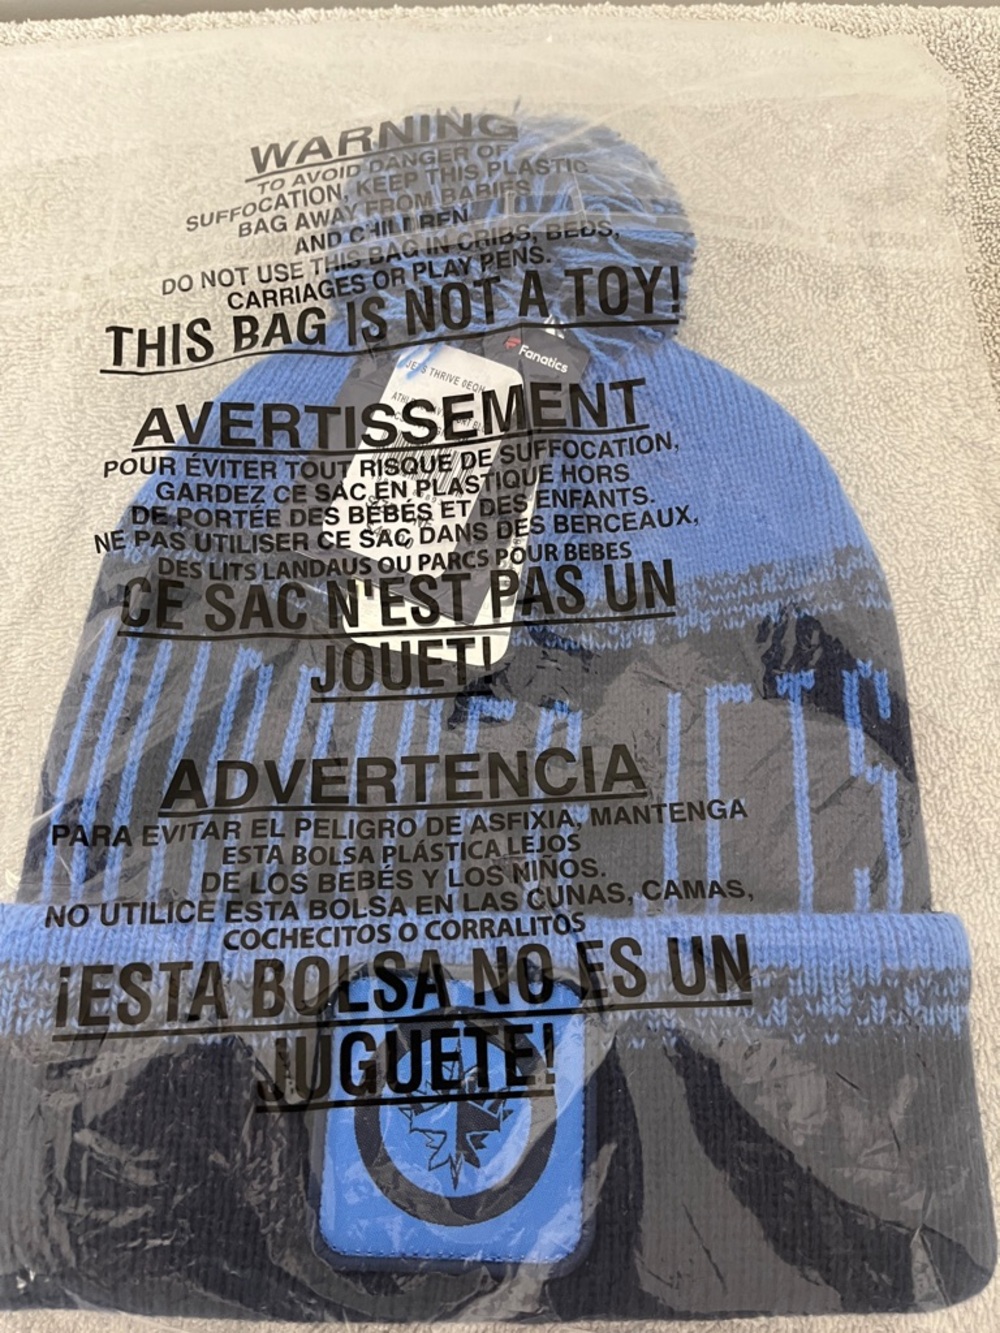 WARNING
TO AVOID DANGER OF
SUFFOCATION, KEEP THIS PLASTIC
BAG AWAY FROM BABIES
AND CHILDREN.
DO NOT USE THIS BAG IN CRIBS, BEDS,
CARRIAGES OR PLAY PENS.
THIS BAG IS NOT A TOY!
Fanatics
JETS THRIVE
AVERTISSEMENT
POUR ÉVITER TOUT RISQUE DE SUFFOCATION,
GARDEZ CE SAC EN PLASTIQUE HORS
DE PORTÉE DES BÉBÉS ET DES ENFANTS.
NE PAS UTILISER CE SAC DANS DES BERCEAUX,
DES LITS LANDAUS OU PARCS POUR BEBES
CE SAC N'EST PAS UN
JOUET!
WINNIPEG JETS
ADVERTENCIA
PARA EVITAR EL PELIGRO DE ASFIXIA, MANTENGA
ESTA BOLSA PLÁSTICA LEJOS
DE LOS BEBÉS Y LOS NIÑOS.
NO UTILICE ESTA BOLSA EN LAS CUNAS, CAMAS,
COCHECITOS O CORRALITOS
¡ESTA BOLSA NO ES UN
JUGUETE!